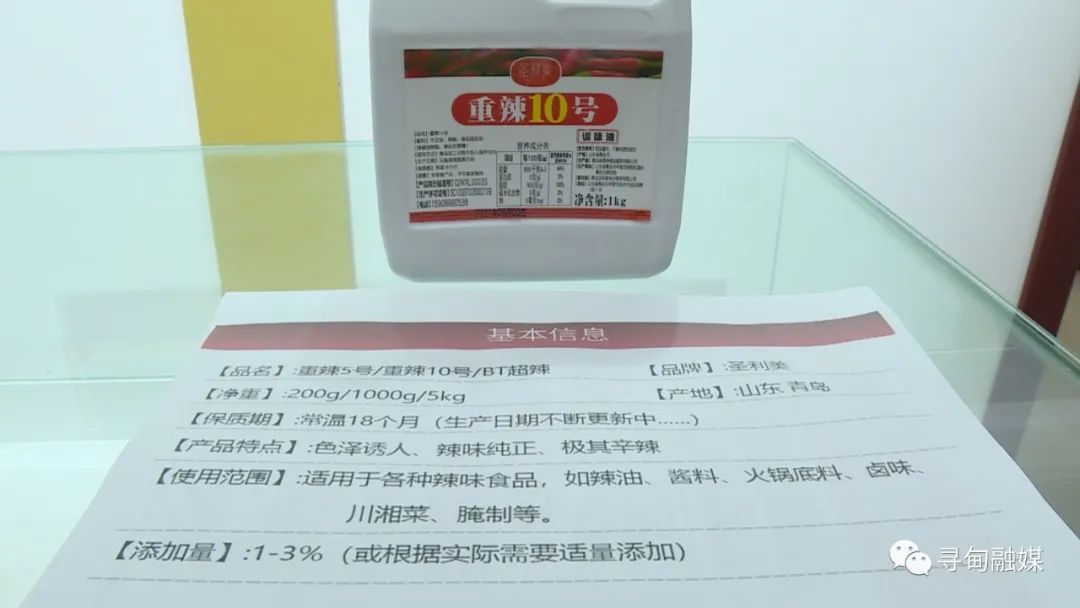 圣利美
重辣10号
调味油
营养成分表
项目
净含量:1kg
基本信息
【品名】:重辣5号/重辣10号/BT超辣
【品牌】:圣利美
【净重】:200g/1000g/5kg
【产地】:山东 青岛
【保质期】:常温18个月（生产日期不断更新中......）
【产品特点】:色泽诱人、辣味纯正、极其辛辣
【使用范围】:适用于各种辣味食品，如辣油、酱料、火锅底料、卤味、
川湘菜、腌制等。
【添加量】:1-3%（或根据实际需要适量添加）
寻甸融媒